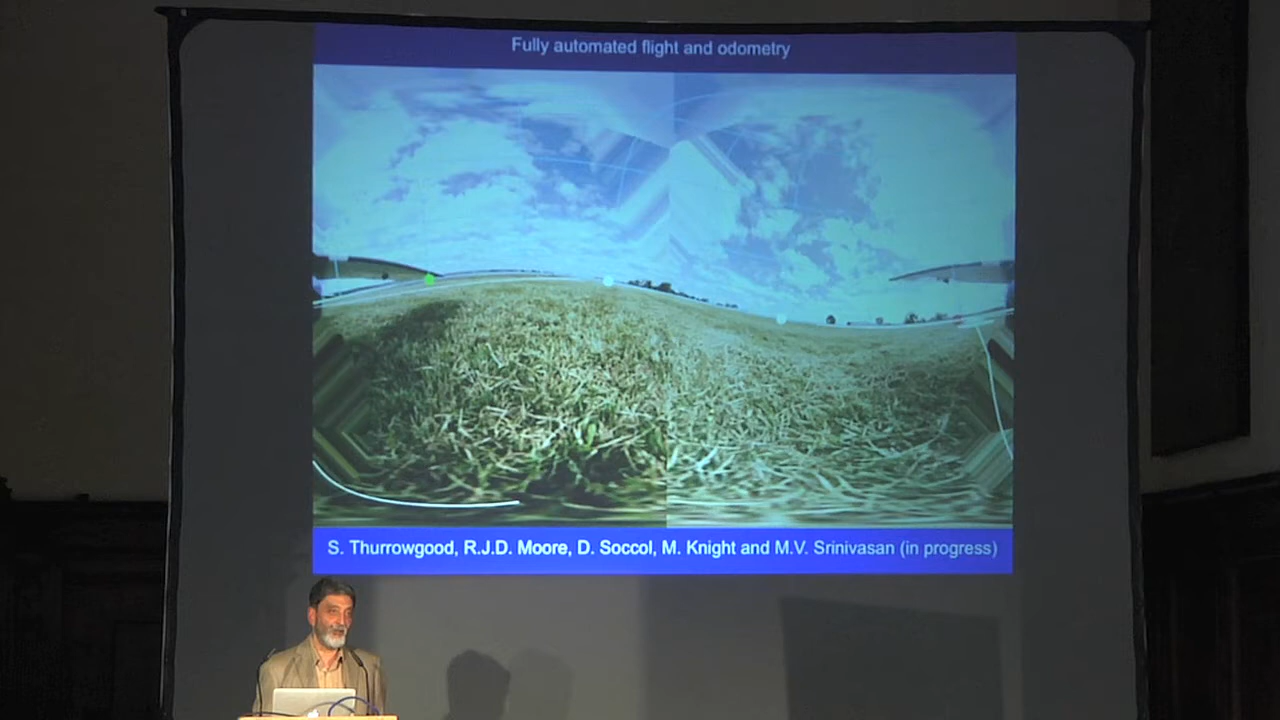 Fully automated flight and odometry
S. Thurrowgood, R.J.D. Moore, D. Soccol, M. Knight and M.V. Srinivasan (in progress)